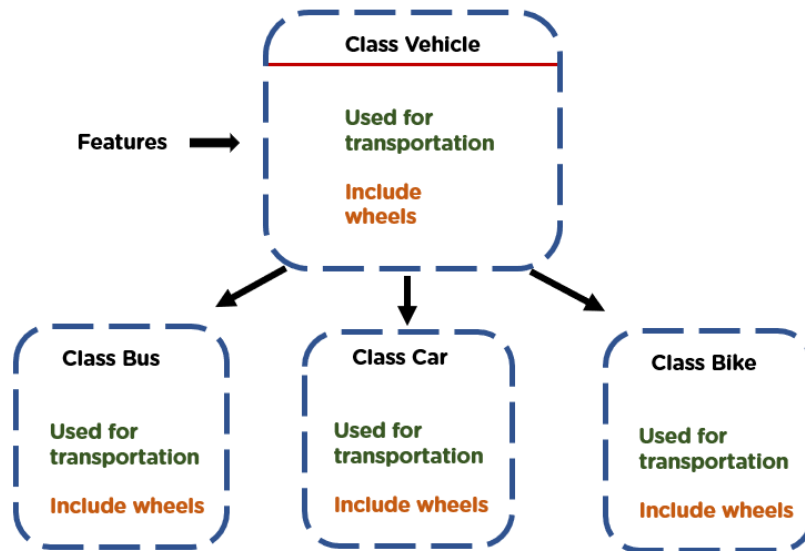 Class Vehicle
Features
Used for
transportation
Include
wheels
Class Bus
Used for
transportation
Include wheels
Class Car
Used for
transportation
Include wheels
Class Bike
Used for
transportation
Include wheels